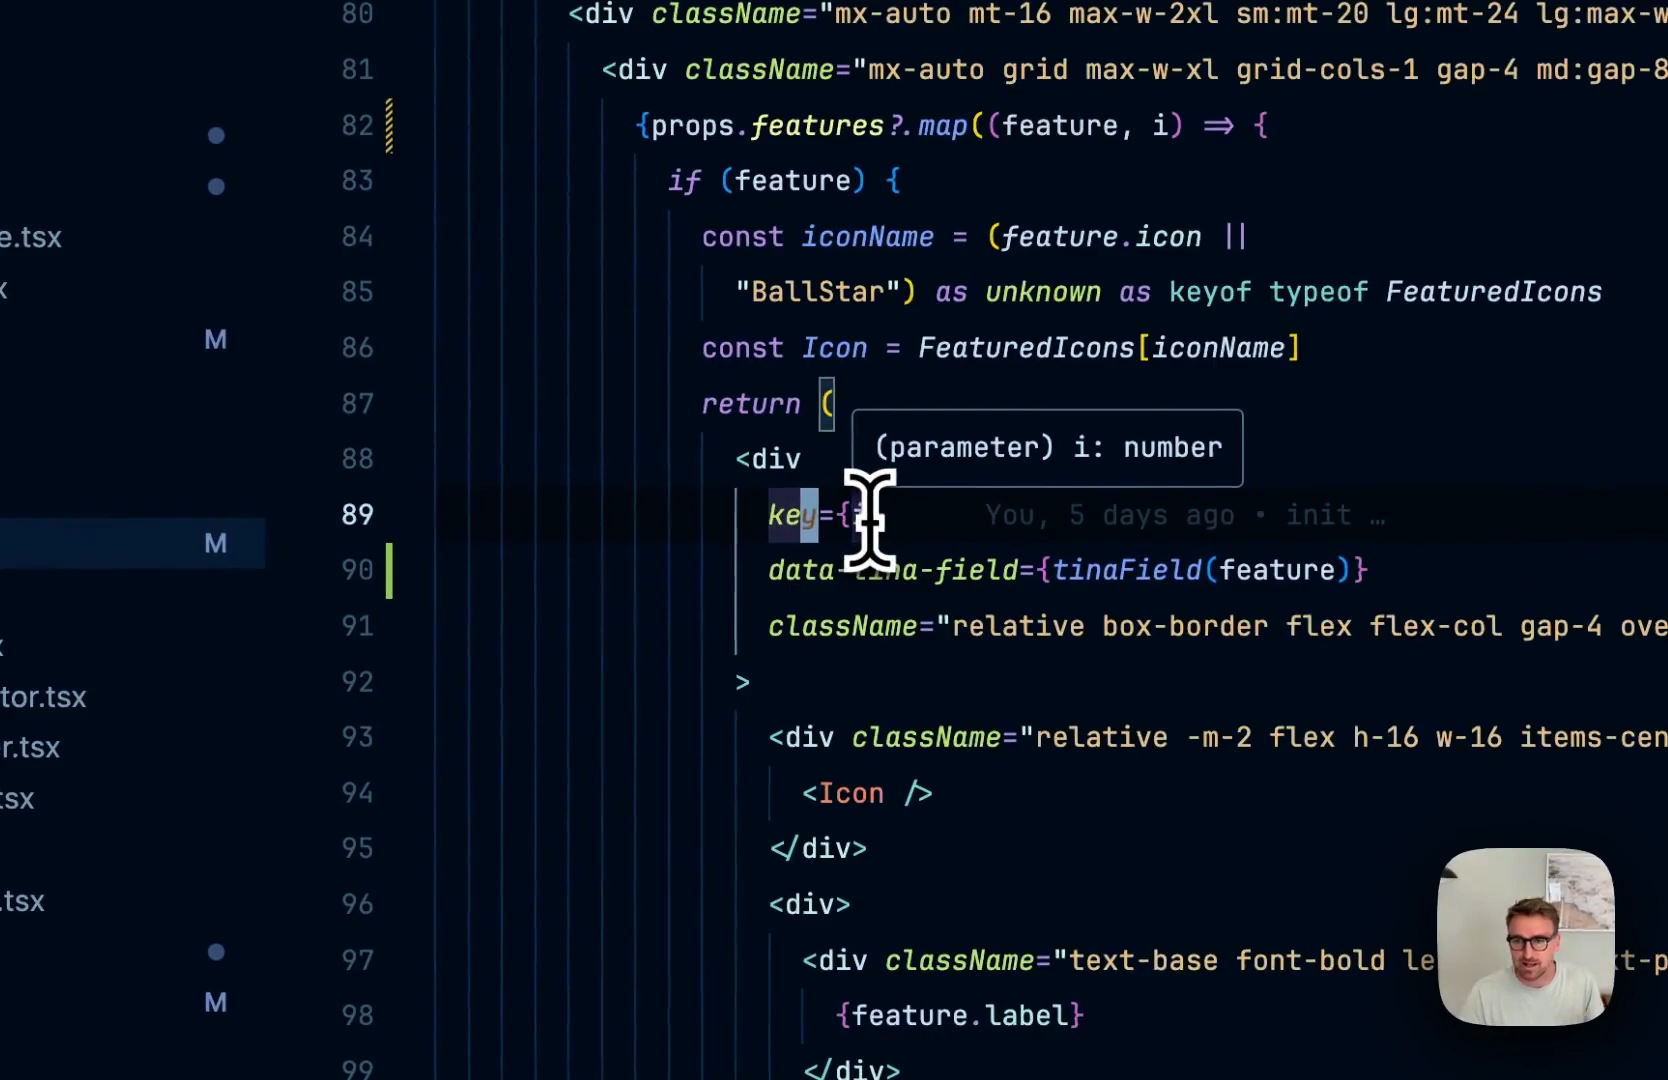 80 <div className="mx-auto mt-16 max-w-2xl sm:mt-20 lg:mt-24 lg:max-w
81 <div className="mx-auto grid max-w-xl grid-cols-1 gap-4 md:gap-8
82 {props.features?.map((feature, i) => {
83 if (feature) {
e.tsx
84 const iconName = (feature.icon ||
x
85 "BallStar") as unknown as keyof typeof FeaturedIcons
M
86 const Icon = FeaturedIcons[iconName]
87 return (
(parameter) i: number
88 <div
89 key={ You, 5 days ago • init …
M
90 data-tina-field={tinaField(feature)}
91 className="relative box-border flex flex-col gap-4 ove
x
92 >
tor.tsx
93 <div className="relative -m-2 flex h-16 w-16 items-cen
r.tsx
94 <Icon />
tsx
95 </div>
96 <div>
.tsx
97 <div className="text-base font-bold le xt-p
M
98 {feature.label}
99 </div>